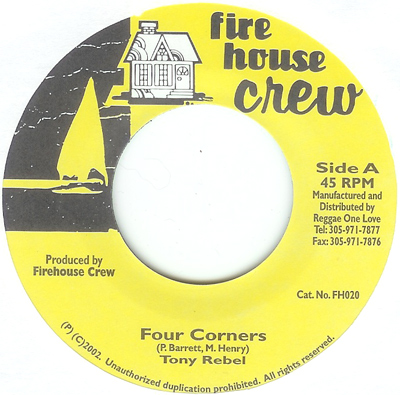 fire
house
crew
Side A
45 RPM
Manufactured and
Distributed by
Reggae One Love
Tel: 305-971-7877
Fax: 305-971-7876
Produced by
Firehouse Crew
Cat. No. FH020
Four Corners
(P. Barrett, M. Henry)
Tony Rebel
(P) (C)2002. Unauthorized duplication prohibited. All rights reserved.